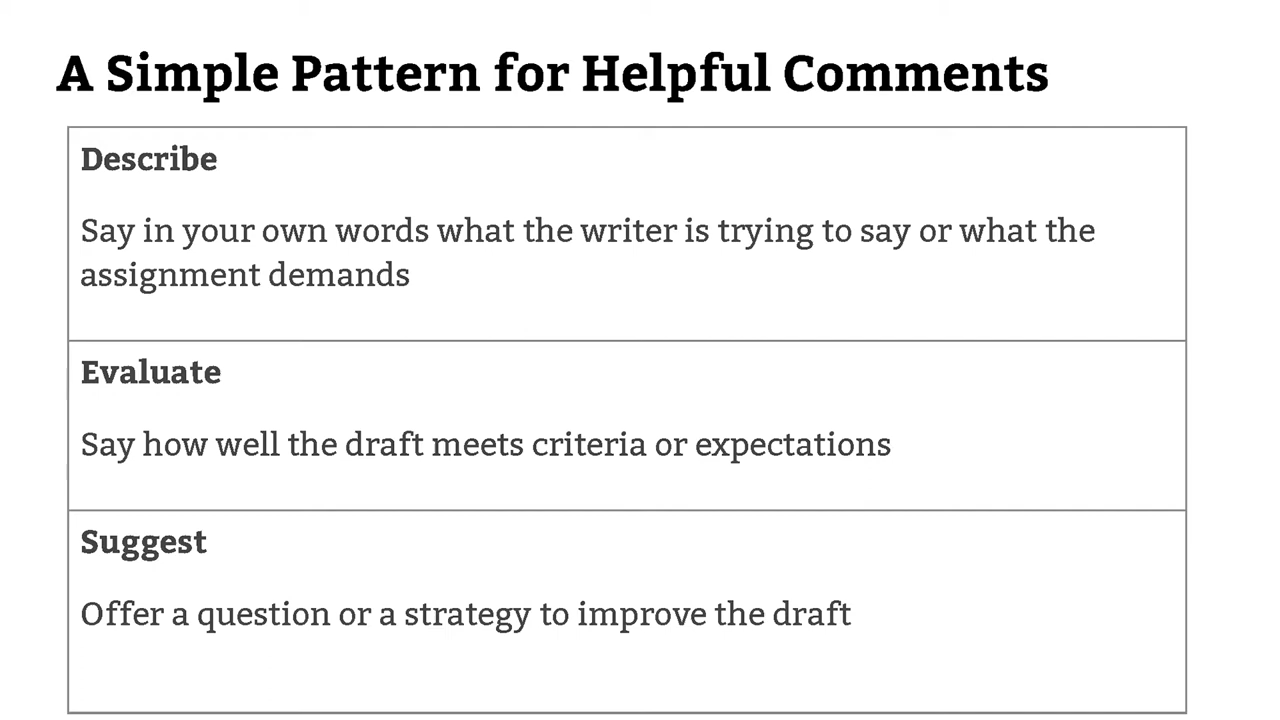 A Simple Pattern for Helpful Comments
Describe
Say in your own words what the writer is trying to say or what the
assignment demands
Evaluate
Say how well the draft meets criteria or expectations
Suggest
Offer a question or a strategy to improve the draft